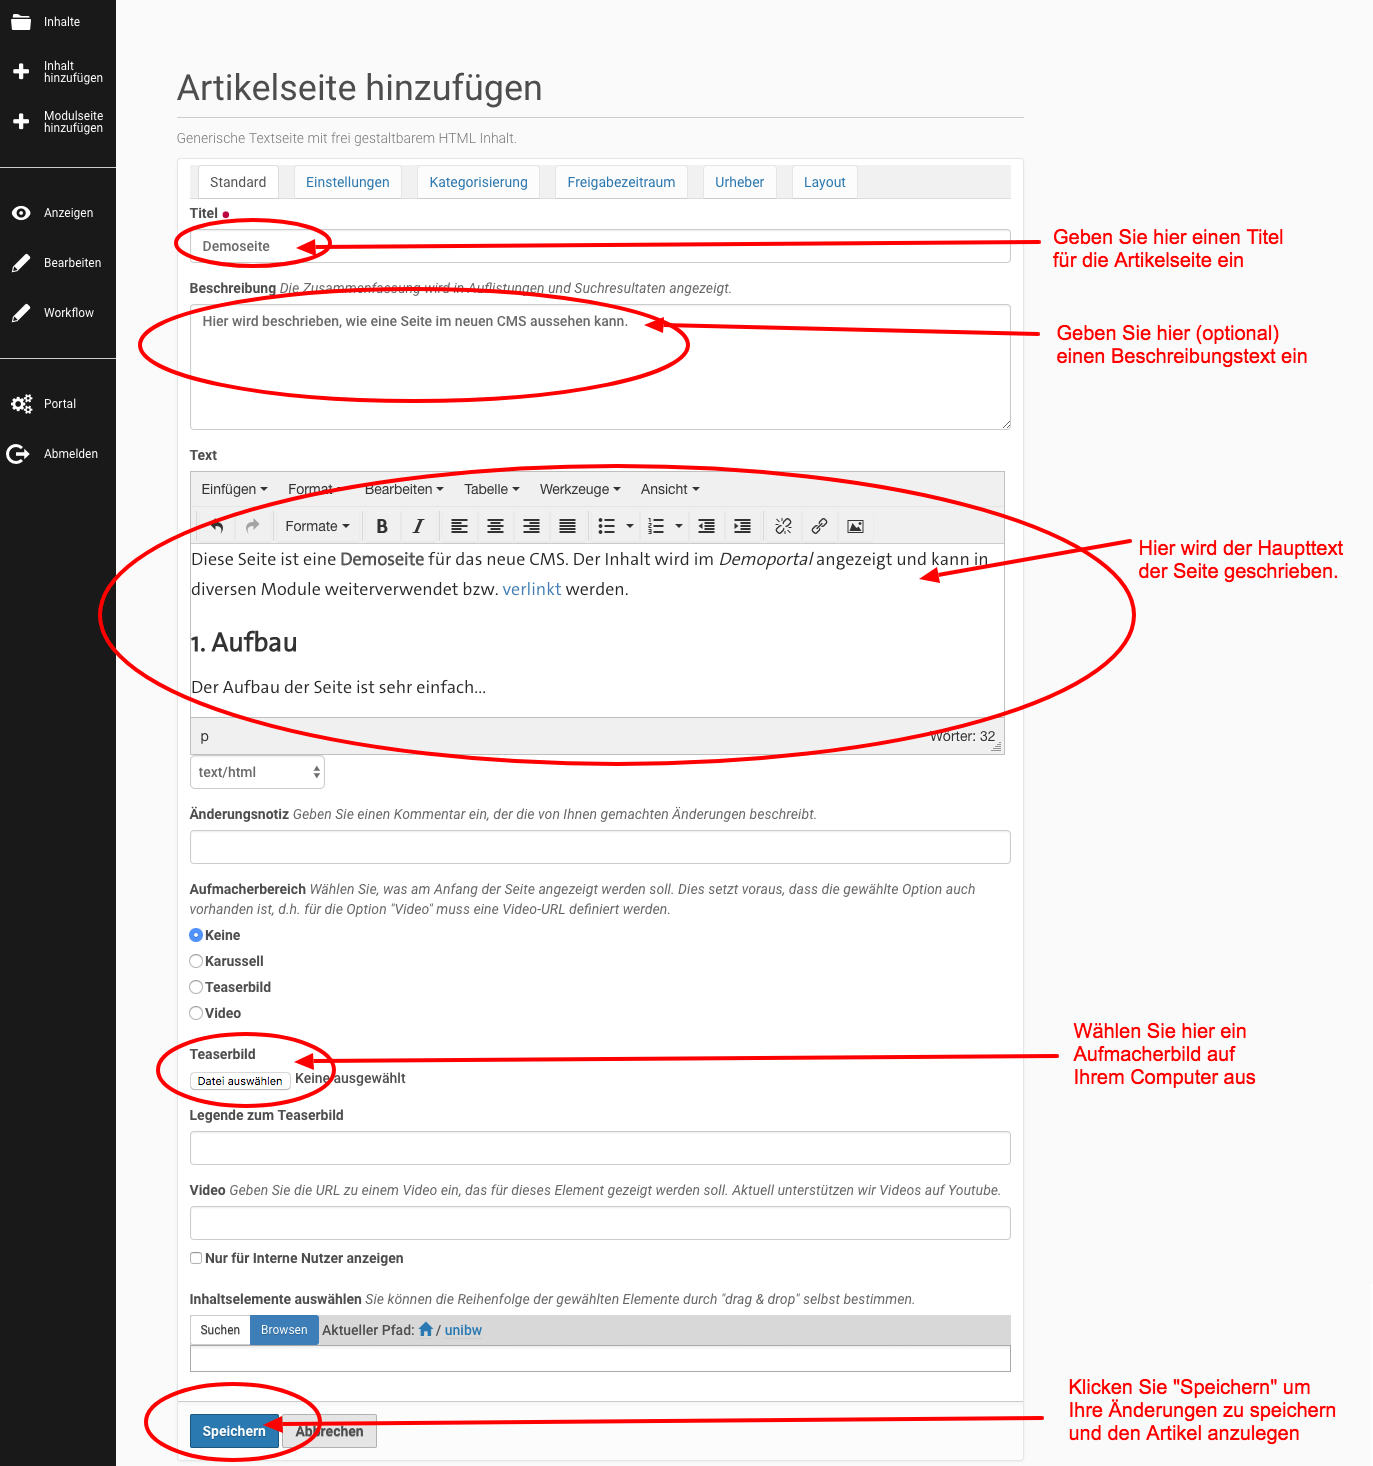 Inhalte
Inhalt
hinzufügen
Modulseite
hinzufügen
Anzeigen
Bearbeiten
Workflow
Portal
Abmelden
Artikelseite hinzufügen
Generische Textseite mit frei gestaltbarem HTML Inhalt.
Standard Einstellungen Kategorisierung Freigabezeitraum Urheber Layout
Titel
Demoseite
Geben Sie hier einen Titel
für die Artikelseite ein
Beschreibung Die Zusammenfassung wird in Auflistungen und Suchresultaten angezeigt.
Hier wird beschrieben, wie eine Seite im neuen CMS aussehen kann.
Geben Sie hier (optional)
einen Beschreibungstext ein
Text
Einfügen Format Bearbeiten Tabelle Werkzeuge Ansicht
Formate B I
Diese Seite ist eine Demoseite für das neue CMS. Der Inhalt wird im Demoportal angezeigt und kann in
diversen Module weiterverwendet bzw. verlinkt werden.
Hier wird der Haupttext
der Seite geschrieben.
1. Aufbau
Der Aufbau der Seite ist sehr einfach...
p Wörter: 32
text/html
Änderungsnotiz Geben Sie einen Kommentar ein, der die von Ihnen gemachten Änderungen beschreibt.
Aufmacherbereich Wählen Sie, was am Anfang der Seite angezeigt werden soll. Dies setzt voraus, dass die gewählte Option auch
vorhanden ist, d.h. für die Option "Video" muss eine Video-URL definiert werden.
Keine
Karussell
Teaserbild
Video
Teaserbild
Datei auswählen Keine ausgewählt
Wählen Sie hier ein
Aufmacherbild auf
Ihrem Computer aus
Legende zum Teaserbild
Video Geben Sie die URL zu einem Video ein, das für dieses Element gezeigt werden soll. Aktuell unterstützen wir Videos auf Youtube.
Nur für Interne Nutzer anzeigen
Inhaltselemente auswählen Sie können die Reihenfolge der gewählten Elemente durch "drag & drop" selbst bestimmen.
Suchen Browsen Aktueller Pfad: / unibw
Speichern Abbrechen
Klicken Sie "Speichern" um
Ihre Änderungen zu speichern
und den Artikel anzulegen